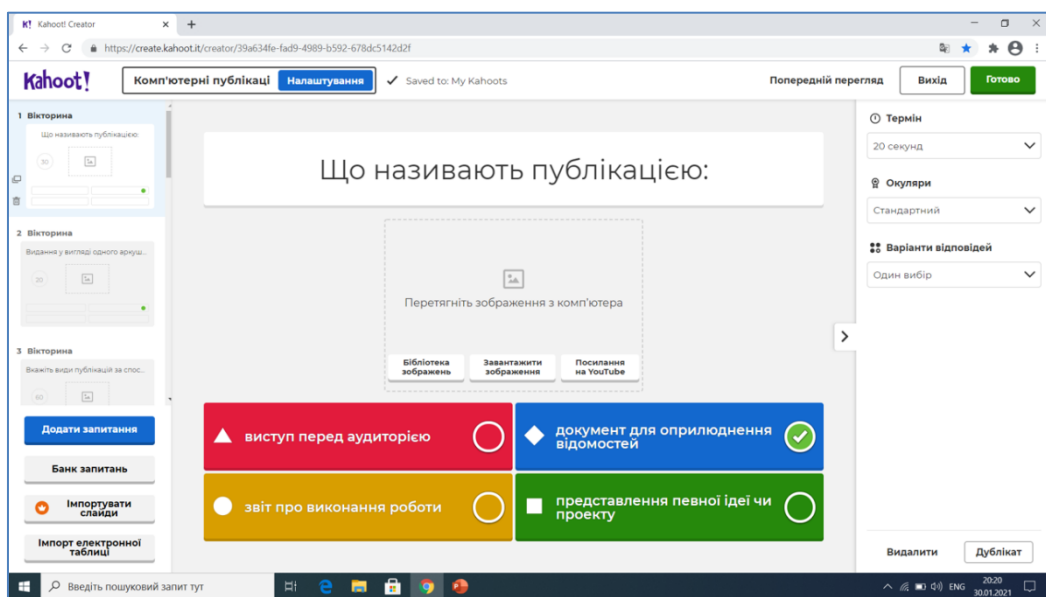 K! Kahoot! Creator
https://create.kahoot.it/creator/39a634fe-fad9-4989-b592-678dc5142d2f
Kahoot!
Комп'ютерні публікаці Налаштування
Saved to: My Kahoots
Попередній перегляд
Вихід
Готово
1 Вікторина
Що називають публікацією:
20
2 Вікторина
Видання у вигляді одного аркуш...
20
3 Вікторина
Вкажіть види публікацій за спос...
60
Додати запитання
Банк запитань
Імпортувати
слайди
Імпорт електронної
таблиці
Що називають публікацією:
Перетягніть зображення з комп'ютера
Бібліотека
зображень
Завантажити
зображення
Посилання
на YouTube
виступ перед аудиторією
документ для оприлюднення
відомостей
звіт про виконання роботи
представлення певної ідеї чи
проекту
Термін
20 секунд
Окуляри
Стандартний
Варіанти відповідей
Один вибір
Видалити
Дублікат
Введіть пошуковий запит тут
ENG
20:20
30.01.2021